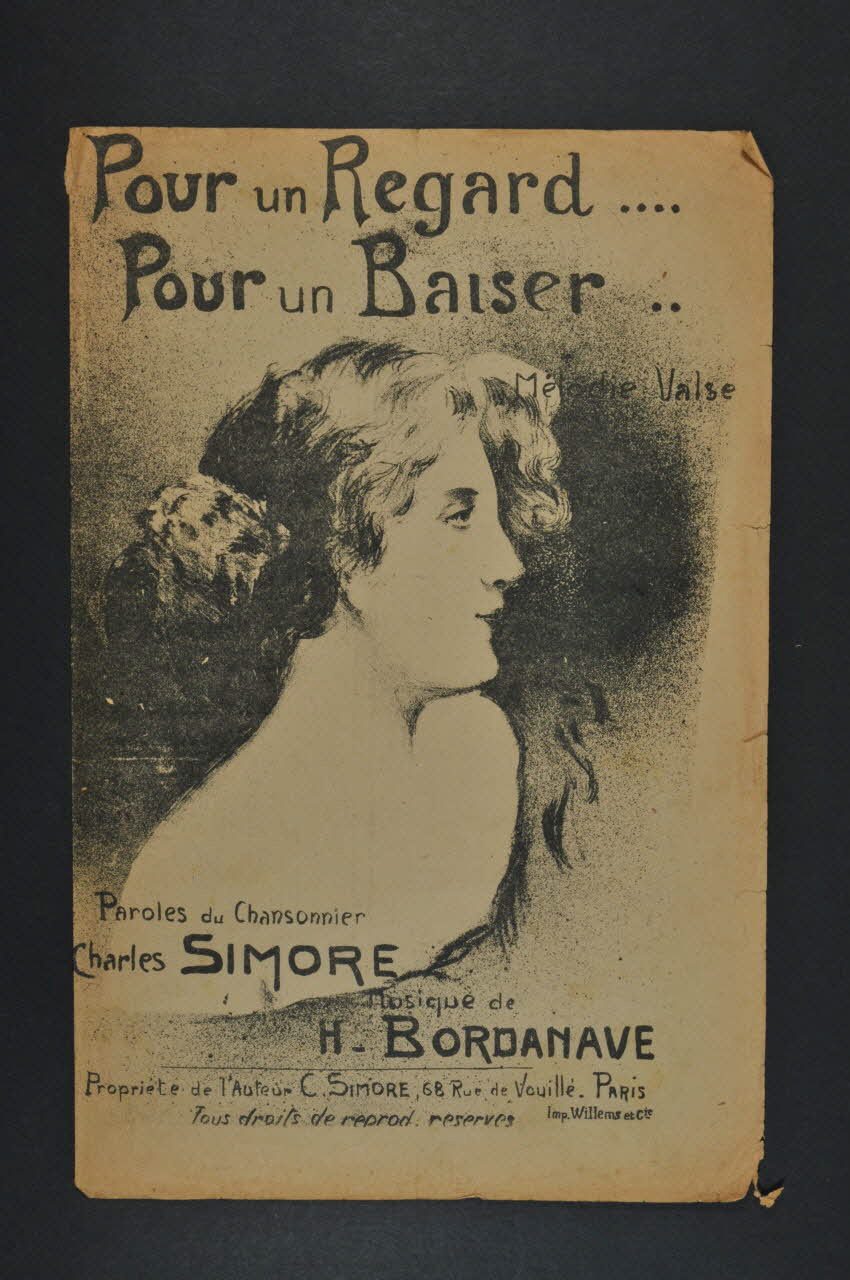 Pour un Regard ....
Pour un Baiser ..
Mélodie Valse
Paroles du Chansonnier
Charles SIMORE
Musique de
H. BORDANAVE
Propriété de l'Auteur C. SIMORE, 68 Rue de Vouillé. PARIS
Tous droits de reprod. réservés
Imp. Willems et Cie